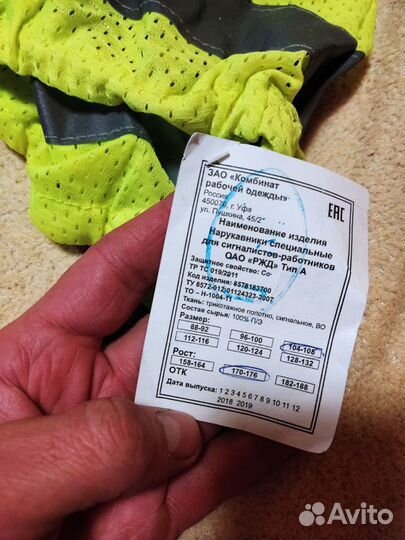 ЗАО «Комбинат
рабочей одежды»
Россия
450076, г. Уфа
ул. Пушкина, 45/2
EAC
Наименование изделия
Нарукавники специальные
для сигналистов-работников
ОАО «РЖД» Тип А
Защитное свойство: Со
ТР ТС 019/2011
Код изделия: 8578183700
ТУ 8572-012-01124323-2007
ТО – Н-1004-11
Ткань: трикотажное полотно, сигнальное, ВО
Состав сырья: 100% П/Э
Размер:
88-92 96-100 104-108
112-116 120-124 128-132
Рост:
158-164 170-176 182-188
ОТК
Дата выпуска: 1 2 3 4 5 6 7 8 9 10 11 12
2018 2019
Avito